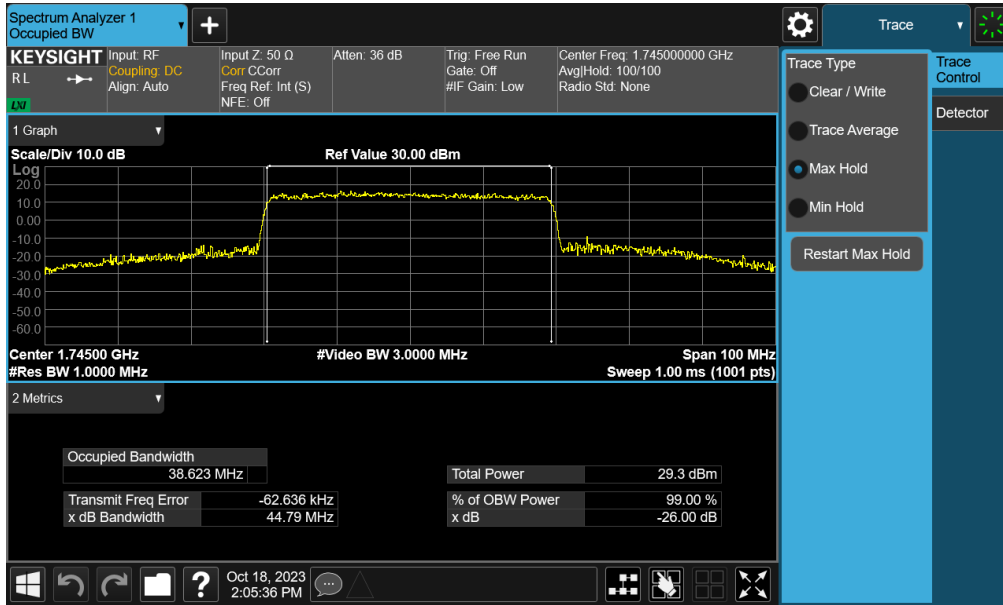 Spectrum Analyzer 1
Occupied BW
+
Trace
KEYSIGHT
R L
LXI
Input: RF
Coupling: DC
Align: Auto
Input Z: 50 Ω
Corr CCorr
Freq Ref: Int (S)
NFE: Off
Atten: 36 dB
Trig: Free Run
Gate: Off
#IF Gain: Low
Center Freq: 1.745000000 GHz
Avg|Hold: 100/100
Radio Std: None
1 Graph
Scale/Div 10.0 dB
Ref Value 30.00 dBm
Log
20.0
10.0
0.00
-10.0
-20.0
-30.0
-40.0
-50.0
-60.0
Center 1.74500 GHz
#Video BW 3.0000 MHz
Span 100 MHz
#Res BW 1.0000 MHz
Sweep 1.00 ms (1001 pts)
2 Metrics
Occupied Bandwidth
38.623 MHz
Transmit Freq Error -62.636 kHz
x dB Bandwidth 44.79 MHz
Total Power 29.3 dBm
% of OBW Power 99.00 %
x dB -26.00 dB
Trace Type
Clear / Write
Trace Average
Max Hold
Min Hold
Restart Max Hold
Trace
Control
Detector
?
Oct 18, 2023
2:05:36 PM